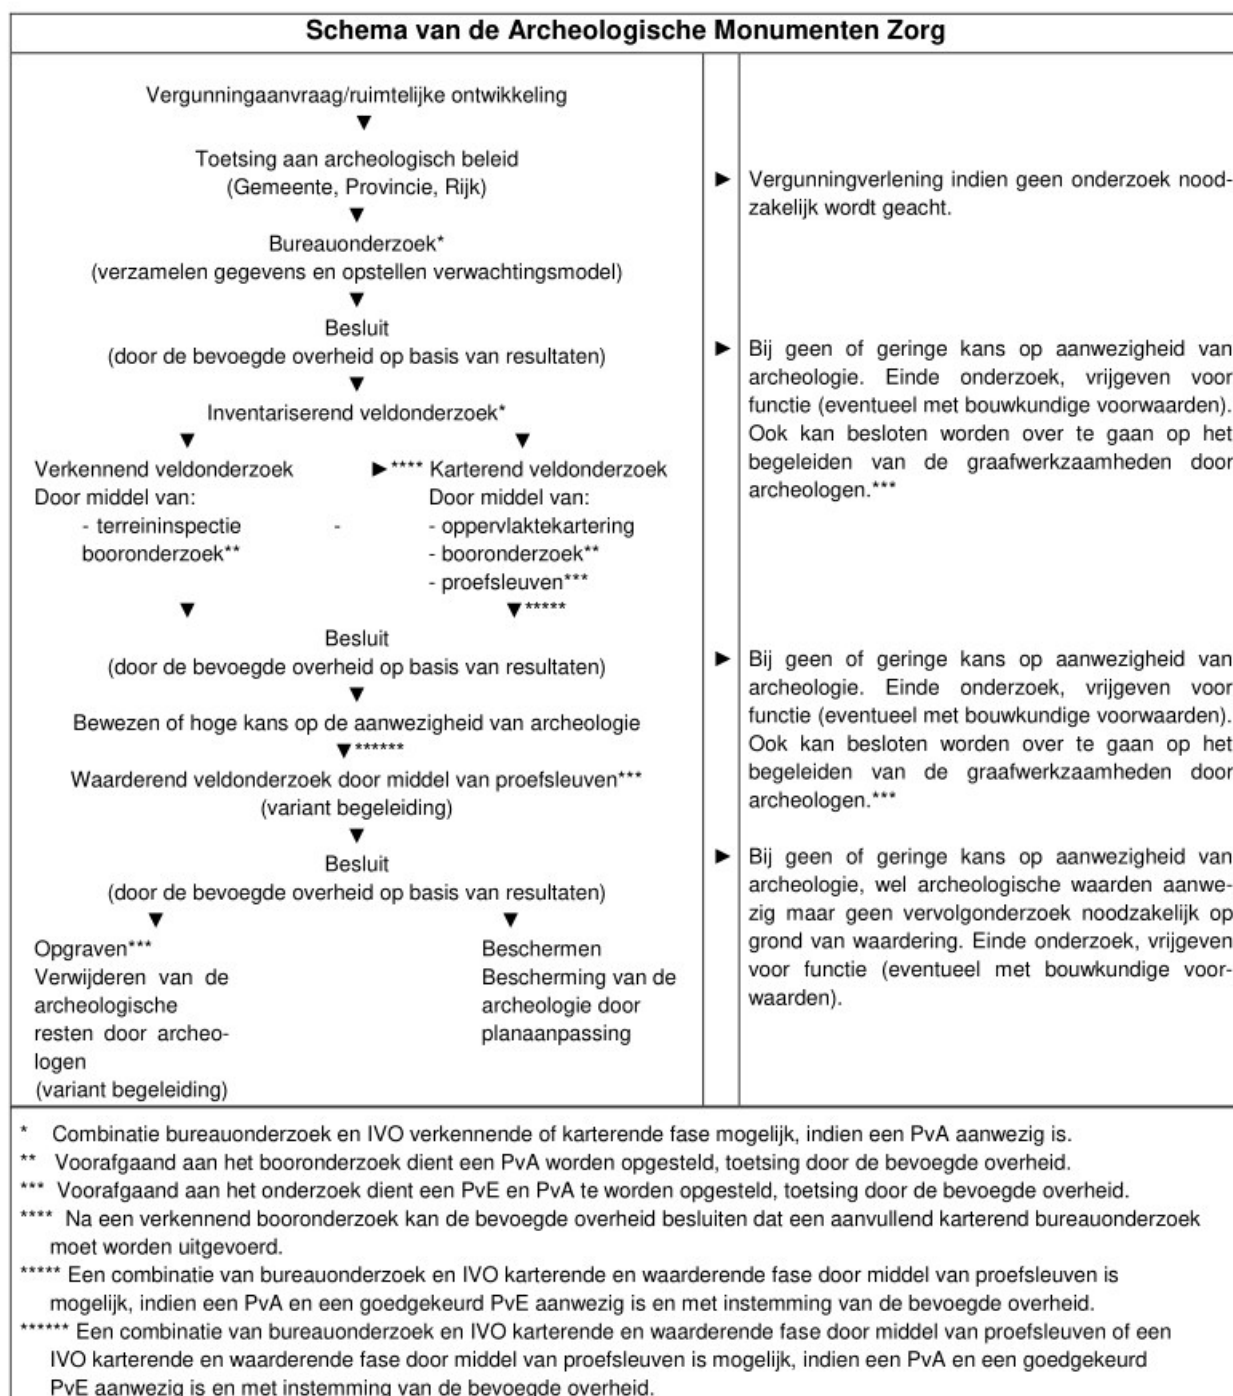 Schema van de Archeologische Monumenten Zorg
Vergunningaanvraag/ruimtelijke ontwikkeling
▼
Toetsing aan archeologisch beleid
(Gemeente, Provincie, Rijk)
▼
Bureauonderzoek*
(verzamelen gegevens en opstellen verwachtingsmodel)
▼
Besluit
(door de bevoegde overheid op basis van resultaten)
▼
Inventariserend veldonderzoek*
▼ ▼
Verkennend veldonderzoek ►**** Karterend veldonderzoek
Door middel van: Door middel van:
- terreininspectie - - oppervlaktekartering
booronderzoek** - booronderzoek**
- proefsleuven***
▼ ▼*****
Besluit
(door de bevoegde overheid op basis van resultaten)
▼
Bewezen of hoge kans op de aanwezigheid van archeologie
▼******
Waarderend veldonderzoek door middel van proefsleuven***
(variant begeleiding)
▼
Besluit
(door de bevoegde overheid op basis van resultaten)
▼ ▼
Opgraven*** Beschermen
Verwijderen van de Bescherming van de
archeologische archeologie door
resten door archeo- planaanpassing
logen
(variant begeleiding)
► Vergunningverlening indien geen onderzoek nood-
zakelijk wordt geacht.
► Bij geen of geringe kans op aanwezigheid van
archeologie. Einde onderzoek, vrijgeven voor
functie (eventueel met bouwkundige voorwaarden).
Ook kan besloten worden over te gaan op het
begeleiden van de graafwerkzaamheden door
archeologen.***
► Bij geen of geringe kans op aanwezigheid van
archeologie. Einde onderzoek, vrijgeven voor
functie (eventueel met bouwkundige voorwaarden).
Ook kan besloten worden over te gaan op het
begeleiden van de graafwerkzaamheden door
archeologen.***
► Bij geen of geringe kans op aanwezigheid van
archeologie, wel archeologische waarden aanwe-
zig maar geen vervolgonderzoek noodzakelijk op
grond van waardering. Einde onderzoek, vrijgeven
voor functie (eventueel met bouwkundige voor-
waarden).
* Combinatie bureauonderzoek en IVO verkennende of karterende fase mogelijk, indien een PvA aanwezig is.
** Voorafgaand aan het booronderzoek dient een PvA worden opgesteld, toetsing door de bevoegde overheid.
*** Voorafgaand aan het onderzoek dient een PvE en PvA te worden opgesteld, toetsing door de bevoegde overheid.
**** Na een verkennend booronderzoek kan de bevoegde overheid besluiten dat een aanvullend karterend bureauonderzoek
moet worden uitgevoerd.
***** Een combinatie van bureauonderzoek en IVO karterende en waarderende fase door middel van proefsleuven is
mogelijk, indien een PvA en een goedgekeurd PvE aanwezig is en met instemming van de bevoegde overheid.
****** Een combinatie van bureauonderzoek en IVO karterende en waarderende fase door middel van proefsleuven of een
IVO karterende en waarderende fase door middel van proefsleuven is mogelijk, indien een PvA en een goedgekeurd
PvE aanwezig is en met instemming van de bevoegde overheid.